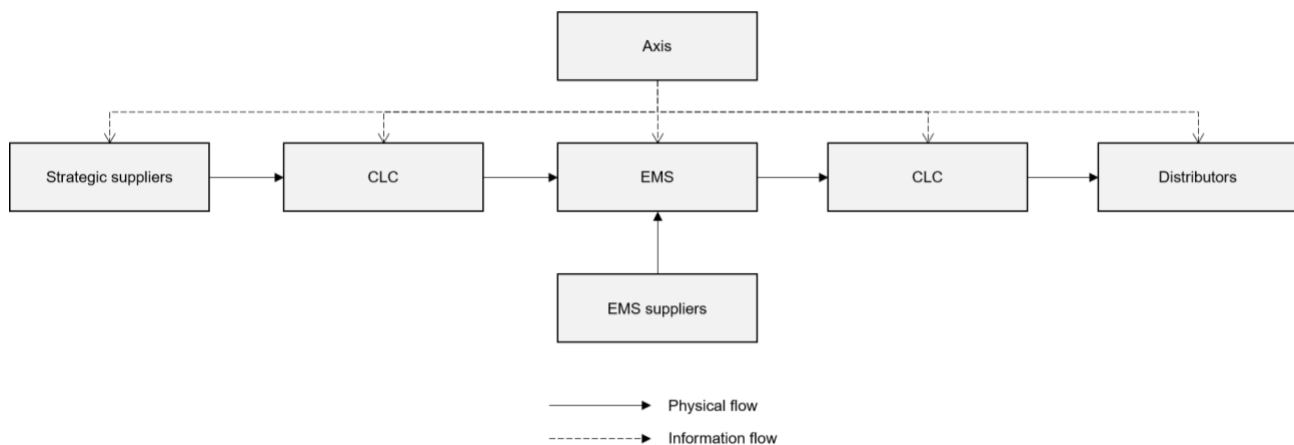 Axis
Strategic suppliers
CLC
EMS
CLC
Distributors
EMS suppliers
Physical flow
Information flow